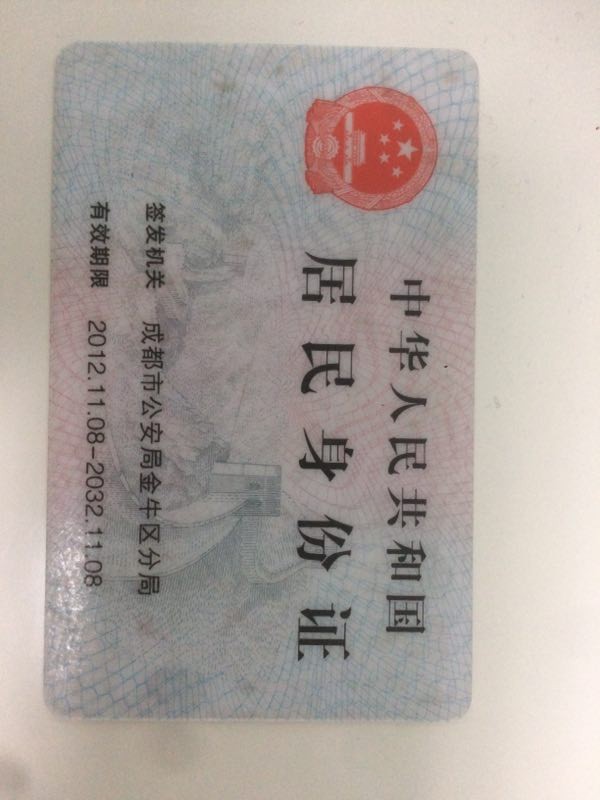 中华人民共和国
居民身份证
签发机关 成都市公安局金牛区分局
有效期限 2012.11.08-2032.11.08